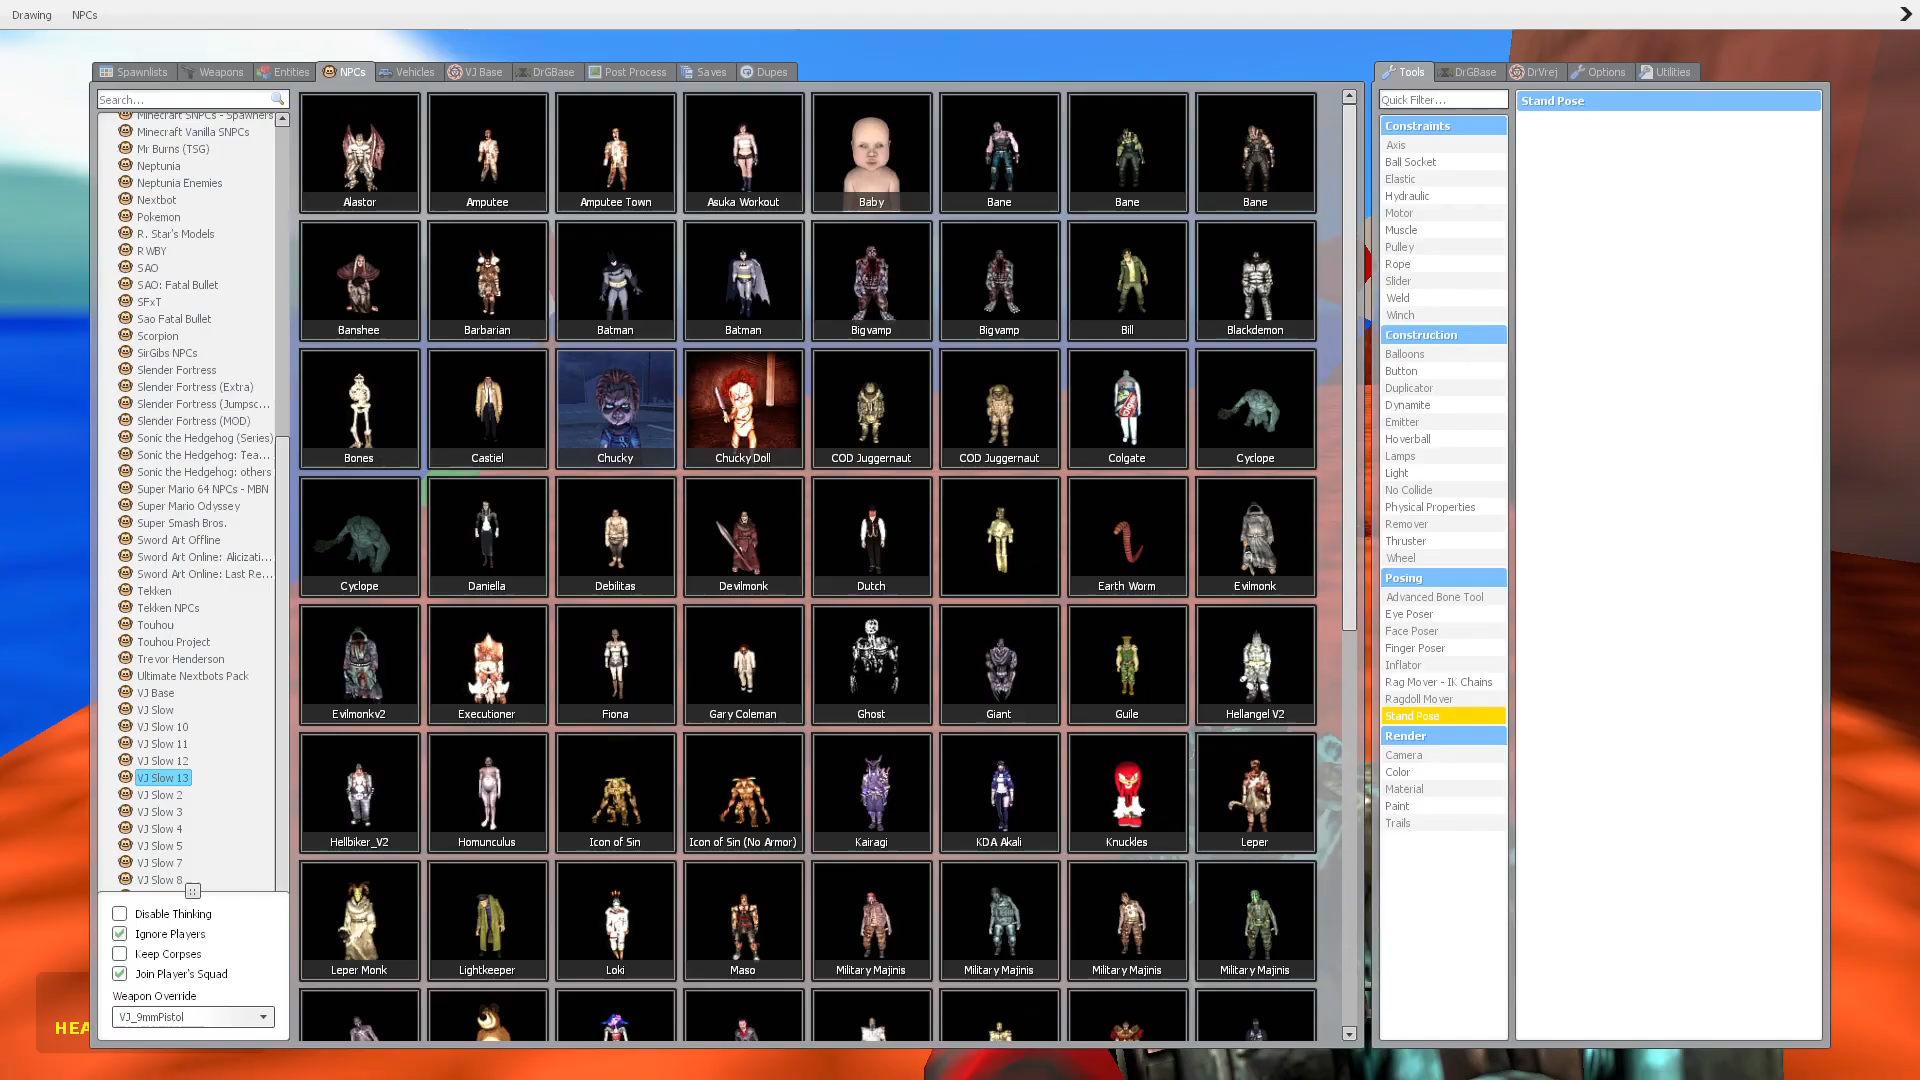 Drawing NPCs
Spawnlists Weapons Entities NPCs Vehicles VJ Base DrGBase Post Process Saves Dupes
Tools DrGBase DrVrej Options Utilities
Search...
Minecraft SNPCs - Spawners
Minecraft Vanilla SNPCs
Mr Burns (TSG)
Neptunia
Neptunia Enemies
Nextbot
Pokemon
R. Star's Models
RWBY
SAO
SAO: Fatal Bullet
SFxT
Sao Fatal Bullet
Scorpion
SirGibs NPCs
Slender Fortress
Slender Fortress (Extra)
Slender Fortress (Jumpsc...
Slender Fortress (MOD)
Sonic the Hedgehog (Series)
Sonic the Hedgehog: Tea...
Sonic the Hedgehog: others
Super Mario 64 NPCs - MBN
Super Mario Odyssey
Super Smash Bros.
Sword Art Offline
Sword Art Online: Alicizati...
Sword Art Online: Last Re...
Tekken
Tekken NPCs
Touhou
Touhou Project
Trevor Henderson
Ultimate Nextbots Pack
VJ Base
VJ Slow
VJ Slow 10
VJ Slow 11
VJ Slow 12
VJ Slow 13
VJ Slow 2
VJ Slow 3
VJ Slow 4
VJ Slow 5
VJ Slow 7
VJ Slow 8
Disable Thinking
Ignore Players
Keep Corpses
Join Player's Squad
Weapon Override
VJ_9mmPistol
HEA
Alastor Amputee Amputee Town Asuka Workout Baby Bane Bane Bane
Banshee Barbarian Batman Batman Bigvamp Bigvamp Bill Blackdemon
Bones Castiel Chucky Chucky Doll COD Juggernaut COD Juggernaut Colgate Cyclope
Cyclope Daniella Debilitas Devilmonk Dutch Earth Worm Evilmonk
Evilmonkv2 Executioner Fiona Gary Coleman Ghost Giant Guile Hellangel V2
Hellbiker_V2 Homunculus Icon of Sin Icon of Sin (No Armor) Kairagi KDA Akali Knuckles Leper
Leper Monk Lightkeeper Loki Maso Military Majinis Military Majinis Military Majinis Military Majinis
Quick Filter...
Constraints
Axis
Ball Socket
Elastic
Hydraulic
Motor
Muscle
Pulley
Rope
Slider
Weld
Winch
Construction
Balloons
Button
Duplicator
Dynamite
Emitter
Hoverball
Lamps
Light
No Collide
Physical Properties
Remover
Thruster
Wheel
Posing
Advanced Bone Tool
Eye Poser
Face Poser
Finger Poser
Inflator
Rag Mover - IK Chains
Ragdoll Mover
Stand Pose
Render
Camera
Color
Material
Paint
Trails
Stand Pose